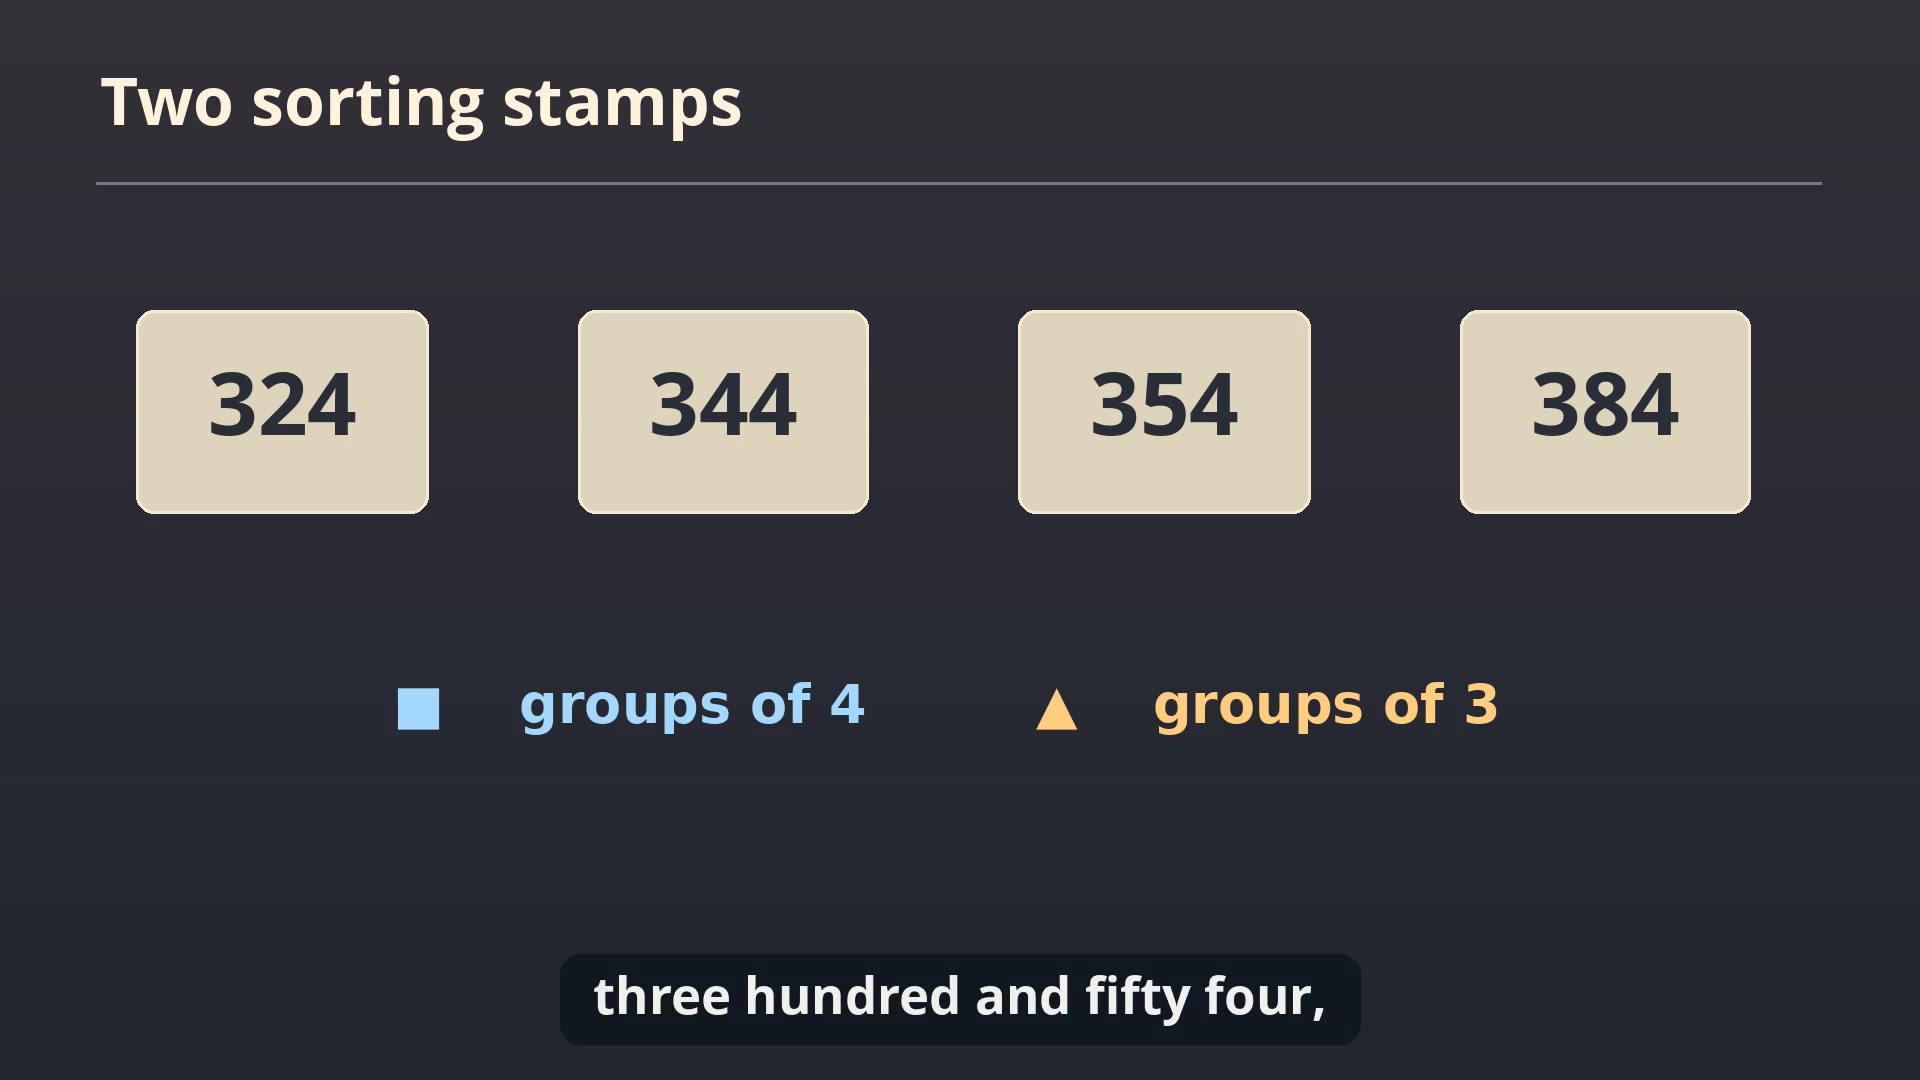 Two sorting stamps
324 344 354 384
■ groups of 4 ▲ groups of 3
three hundred and fifty four,